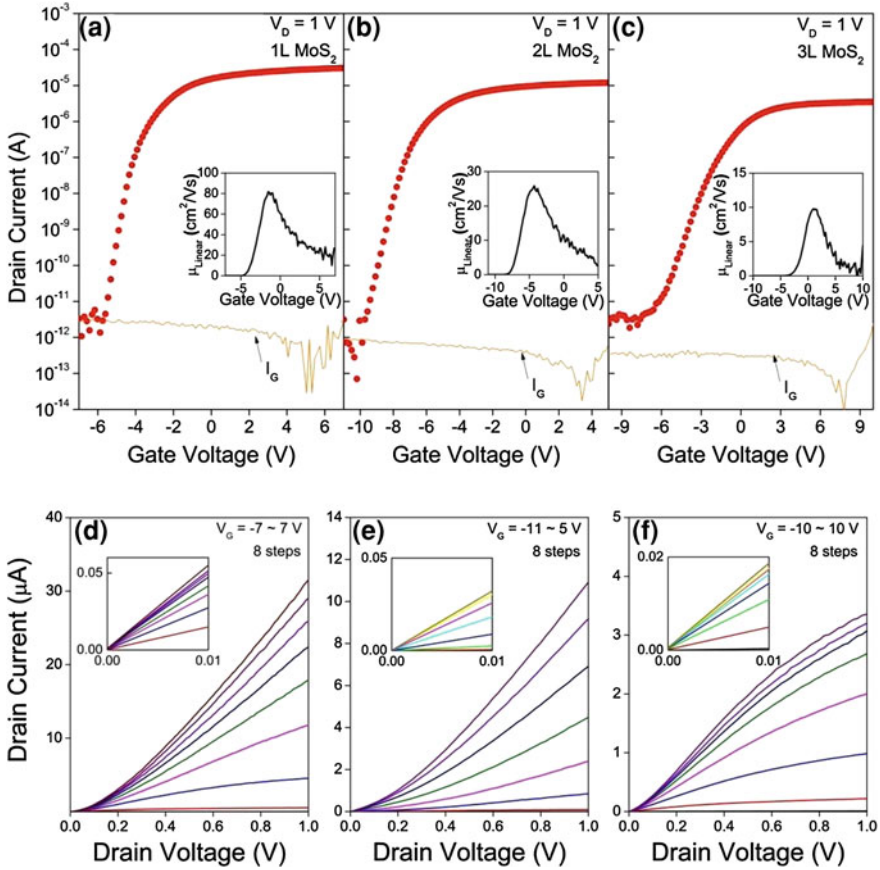 (a)
V_D = 1 V
1L MoS_2
(b)
V_D = 1 V
2L MoS_2
(c)
V_D = 1 V
3L MoS_2
Drain Current (A)
10^-3
10^-4
10^-5
10^-6
10^-7
10^-8
10^-9
10^-10
10^-11
10^-12
10^-13
10^-14
μ_Linear (cm^2/Vs)
100
80
60
40
20
0
-5 0 5
Gate Voltage (V)
μ_Linear (cm^2/Vs)
30
20
10
0
-10 -5 0 5
Gate Voltage (V)
μ_Linear (cm^2/Vs)
15
10
5
0
-10 -5 0 5 10
Gate Voltage (V)
I_G
I_G
I_G
-6 -4 -2 0 2 4 6
Gate Voltage (V)
-10 -8 -6 -4 -2 0 2 4
Gate Voltage (V)
-9 -6 -3 0 3 6 9
Gate Voltage (V)
(d)
V_G = -7 ~ 7 V
8 steps
(e)
V_G = -11 ~ 5 V
8 steps
(f)
V_G = -10 ~ 10 V
8 steps
Drain Current (μA)
40
30
20
10
0.05
0.00
0.00 0.01
0.0 0.2 0.4 0.6 0.8 1.0
Drain Voltage (V)
14
12
10
8
6
4
2
0
0.05
0.00
0.00 0.01
0.0 0.2 0.4 0.6 0.8 1.0
Drain Voltage (V)
5
4
3
2
1
0
0.02
0.00
0.00 0.01
0.0 0.2 0.4 0.6 0.8 1.0
Drain Voltage (V)